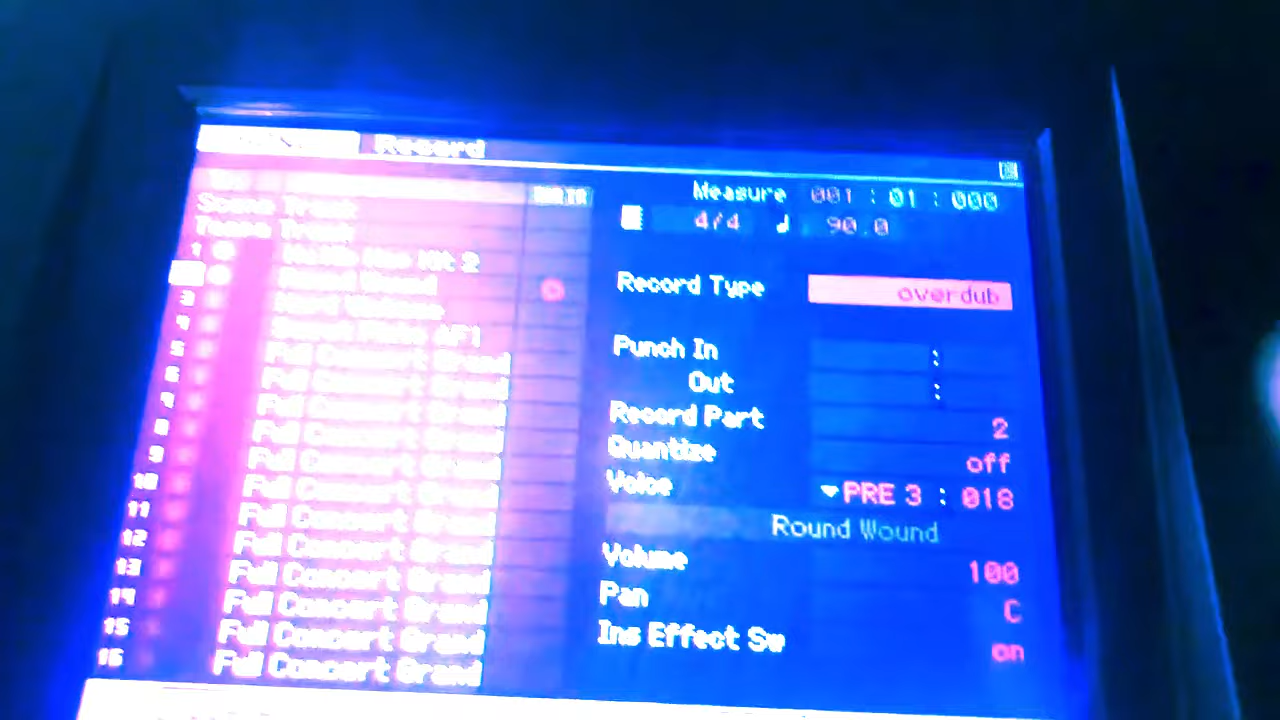 Record
Measure 001 : 01 : 000
4/4 ♩ 90.0
Scene Track
Tempo Track
Kit 2
Record Type overdub
1
3
4
5 Full Concert Grand
6 Full Concert Grand
Full Concert Grand
8 Full Concert Grand
9 Full Concert Grand
10 Full Concert Grand
11 Full Concert Grand
12 Full Concert Grand
13 Full Concert Grand
14 Full Concert Grand
15 Full Concert Grand
16 Full Concert Grand
Punch In :
Out :
Record Part 2
Quantize off
Voice ▼PRE 3 : 018
Round Wound
Volume 100
Pan C
Ins Effect Sw on